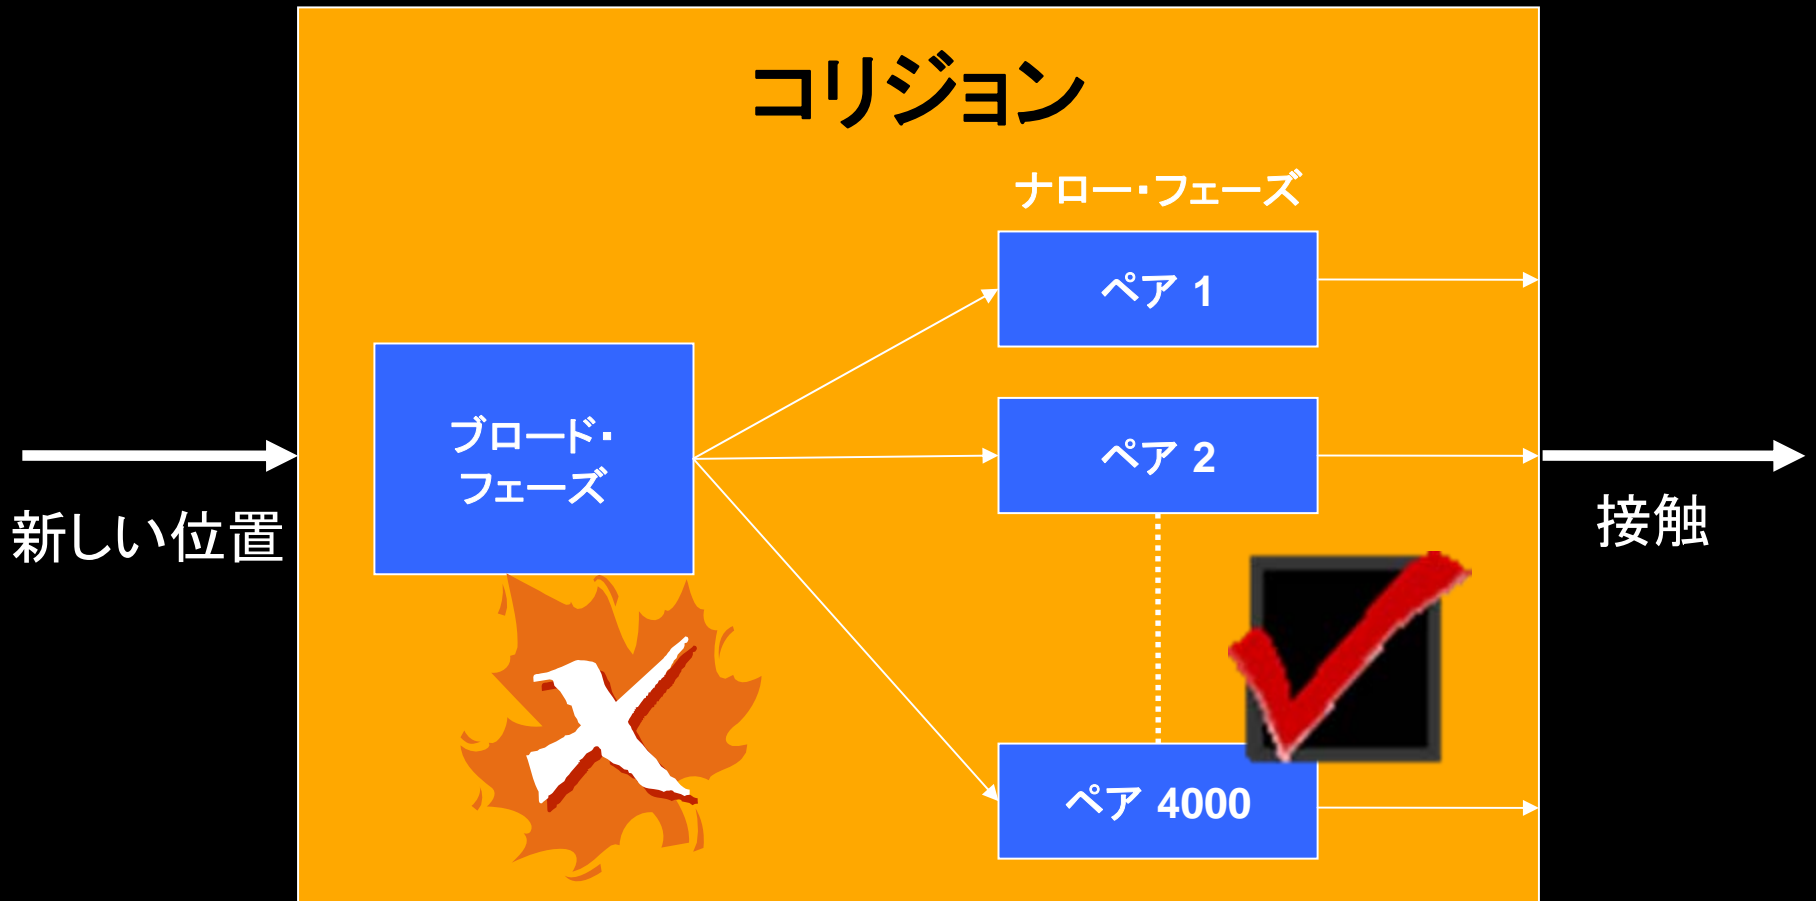 コリジョン
ナロー・フェーズ
ペア 1
ブロード・
フェーズ
ペア 2
新しい位置
接触
ペア 4000